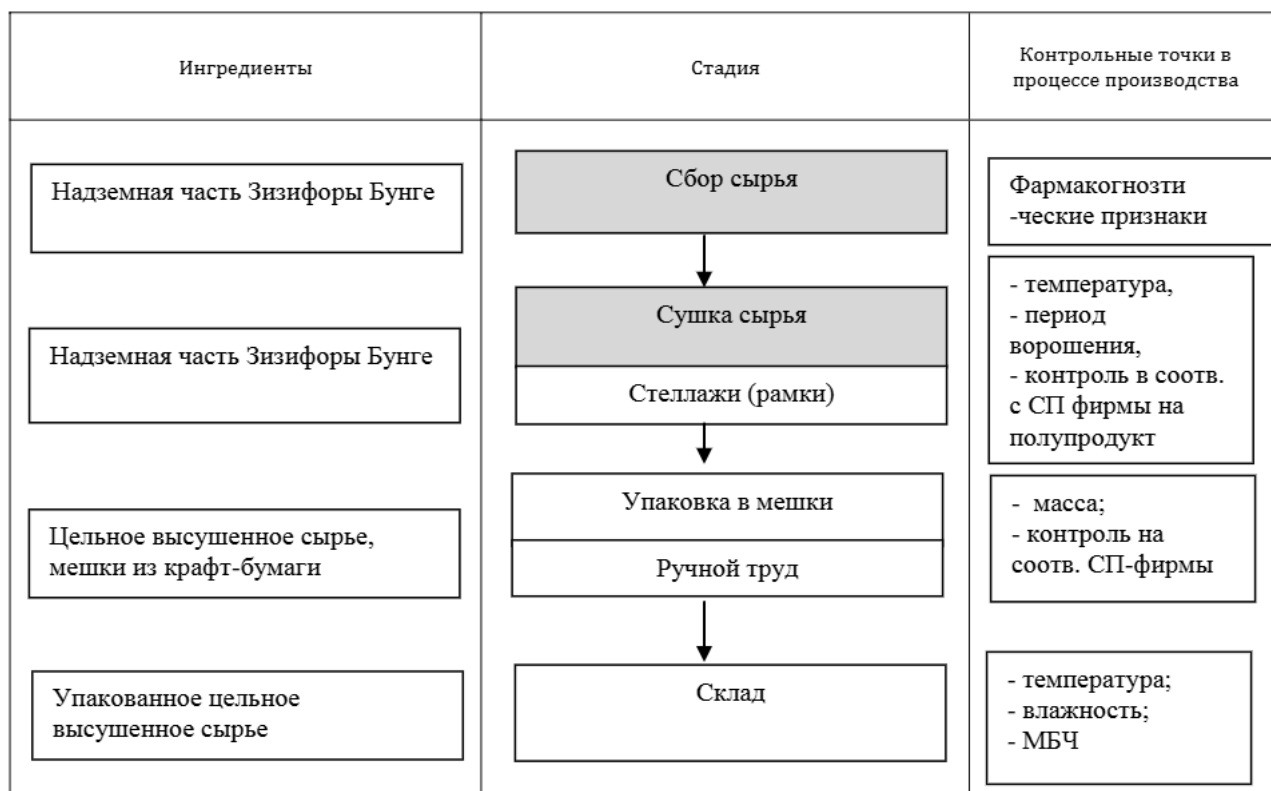 Ингредиенты
Стадия
Контрольные точки в
процессе производства
Надземная часть Зизифоры Бунге
Сбор сырья
Фармакогнозти
-ческие признаки
Надземная часть Зизифоры Бунге
Сушка сырья
Стеллажи (рамки)
- температура,
- период
ворошения,
- контроль в соотв.
с СП фирмы на
полупродукт
Цельное высушенное сырье,
мешки из крафт-бумаги
Упаковка в мешки
Ручной труд
- масса;
- контроль на
соотв. СП-фирмы
Упакованное цельное
высушенное сырье
Склад
- температура;
- влажность;
- МБЧ